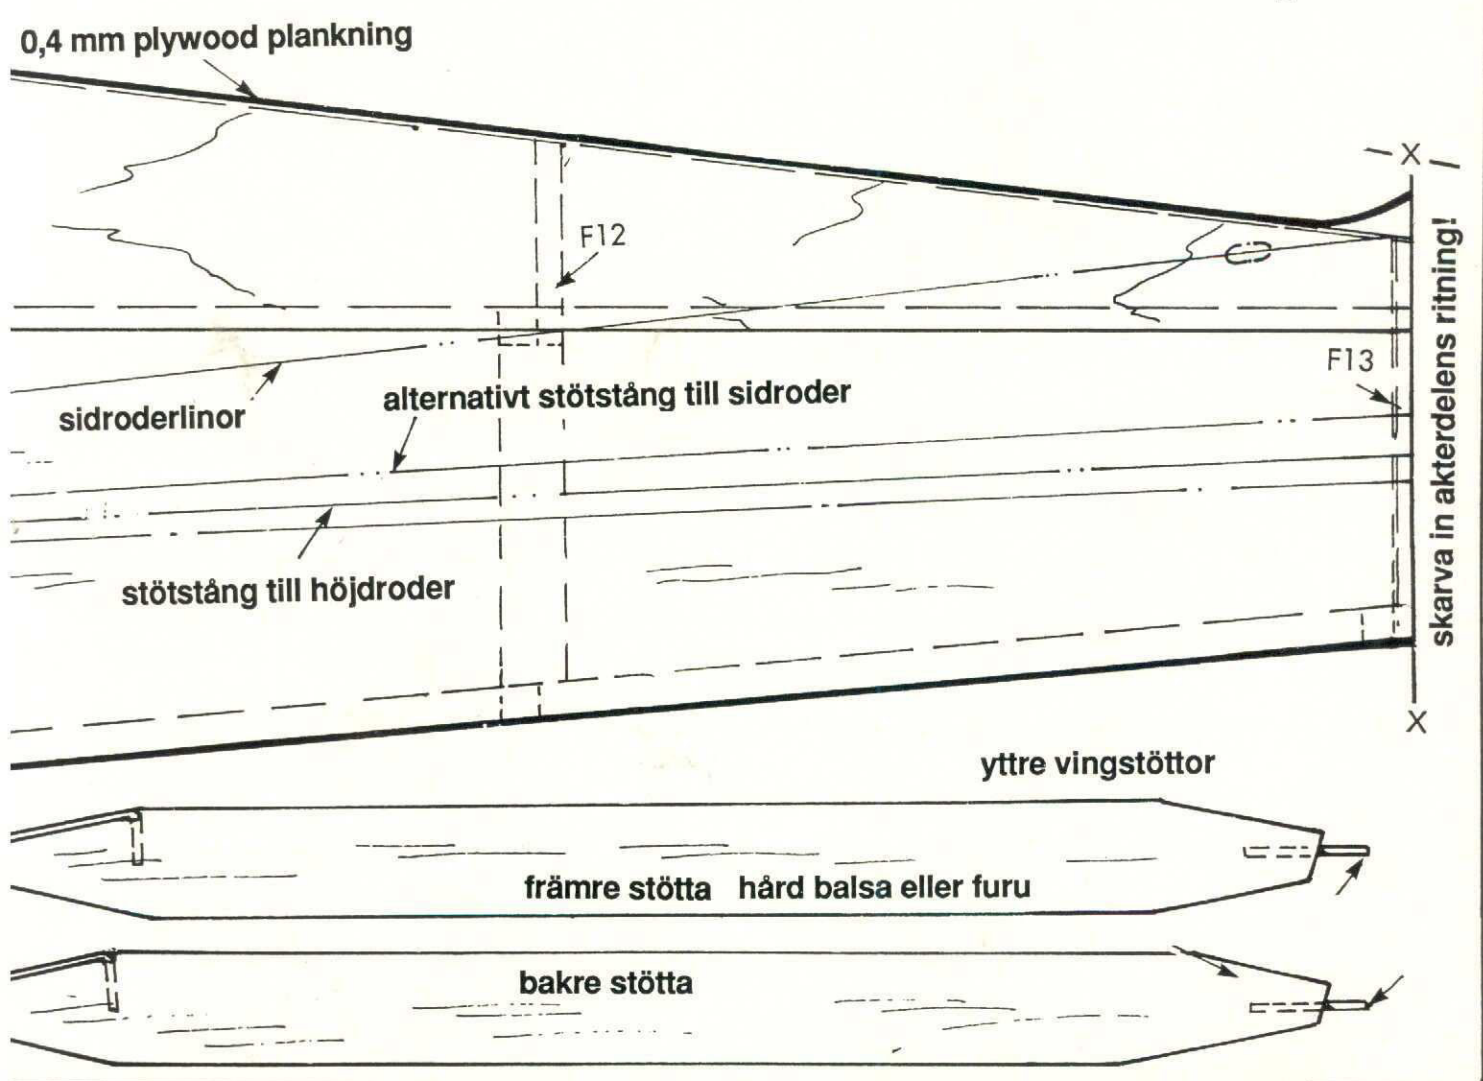 0,4 mm plywood plankning
X
F12
F13
sidroderlinor
alternativt stötstång till sidroder
stötstång till höjdroder
skarva in akterdelens ritning!
X
yttre vingstöttor
främre stötta hård balsa eller furu
bakre stötta